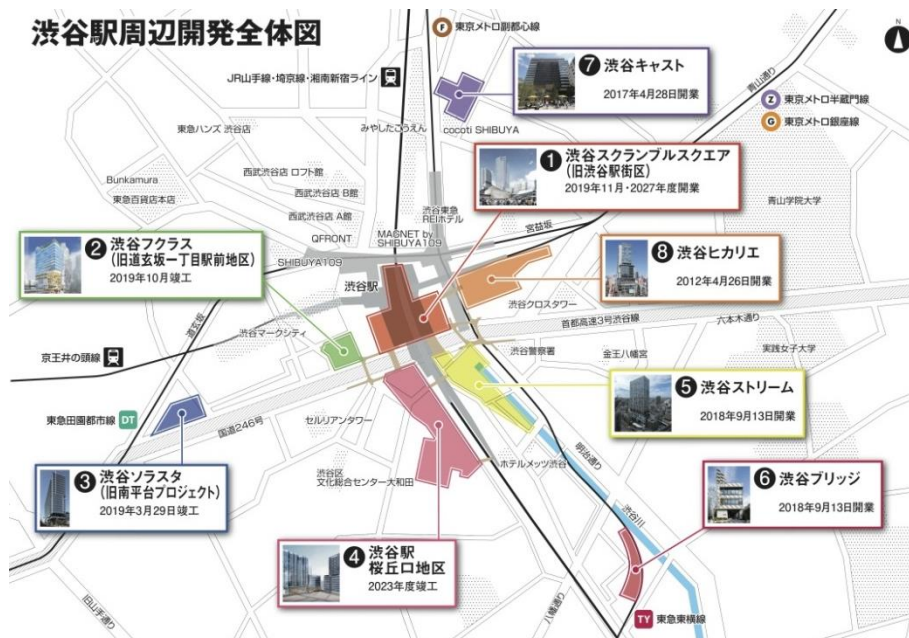 渋谷駅周辺開発全体図
F 東京メトロ副都心線
N
JR山手線・埼京線・湘南新宿ライン
7 渋谷キャスト
2017年4月28日開業
青山通り
Z 東京メトロ半蔵門線
G 東京メトロ銀座線
東急ハンズ 渋谷店
みやしたこうえん
cocoti SHIBUYA
1 渋谷スクランブルスクエア
(旧渋谷駅街区)
2019年11月・2027年度開業
西武渋谷店 ロフト館
Bunkamura
東急百貨店本店
西武渋谷店 B館
西武渋谷店 A館
渋谷東急
REIホテル
青山学院大学
QFRONT
MAGNET by
SHIBUYA109
宮益坂
SHIBUYA109
2 渋谷フクラス
(旧道玄坂一丁目駅前地区)
2019年10月竣工
8 渋谷ヒカリエ
2012年4月26日開業
渋谷駅
渋谷クロスタワー
道玄坂
渋谷マークシティ
首都高速3号渋谷線
六本木通り
京王井の頭線
渋谷警察署
金王八幡宮
実践女子大学
5 渋谷ストリーム
2018年9月13日開業
東急田園都市線 DT
国道246号
セルリアンタワー
明治通り
3 渋谷ソラスタ
(旧南平台プロジェクト)
2019年3月29日竣工
渋谷区
文化総合センター大和田
ホテルメッツ渋谷
6 渋谷ブリッジ
2018年9月13日開業
渋谷川
4 渋谷駅
桜丘口地区
2023年度竣工
旧山手通り
八幡通り
TY 東急東横線